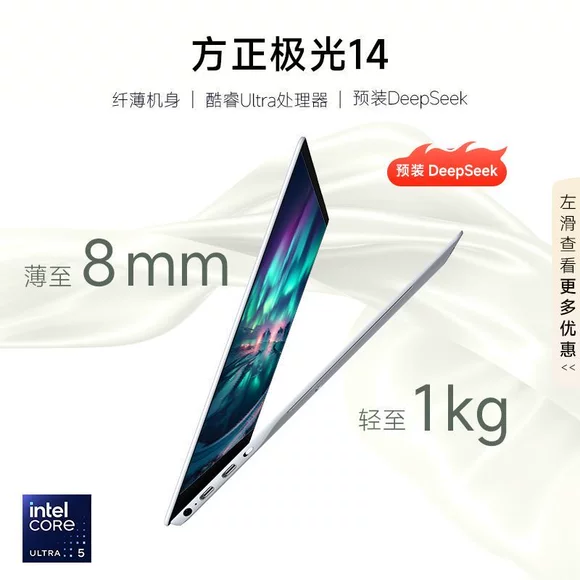 方正极光14
纤薄机身 | 酷睿Ultra处理器 | 预装DeepSeek
预装 DeepSeek
薄至 8mm
左滑查看更多优惠
<<
轻至 1kg
intel
CORE
ULTRA 5